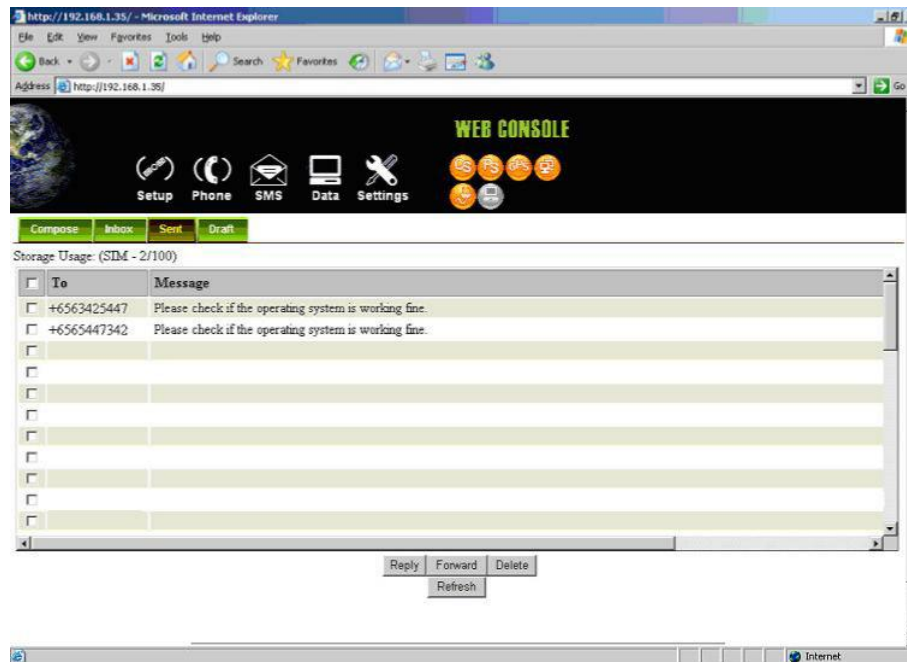 http://192.168.1.35/ - Microsoft Internet Explorer
File Edit View Favorites Tools Help
Back Search Favorites
Address http://192.168.1.35/ Go
WEB CONSOLE
CS PS GPS
Setup Phone SMS Data Settings
Compose Inbox Sent Draft
Storage Usage: (SIM - 2/100)
To Message
+6563425447 Please check if the operating system is working fine.
+6565447342 Please check if the operating system is working fine.
Reply Forward Delete
Refresh
Internet